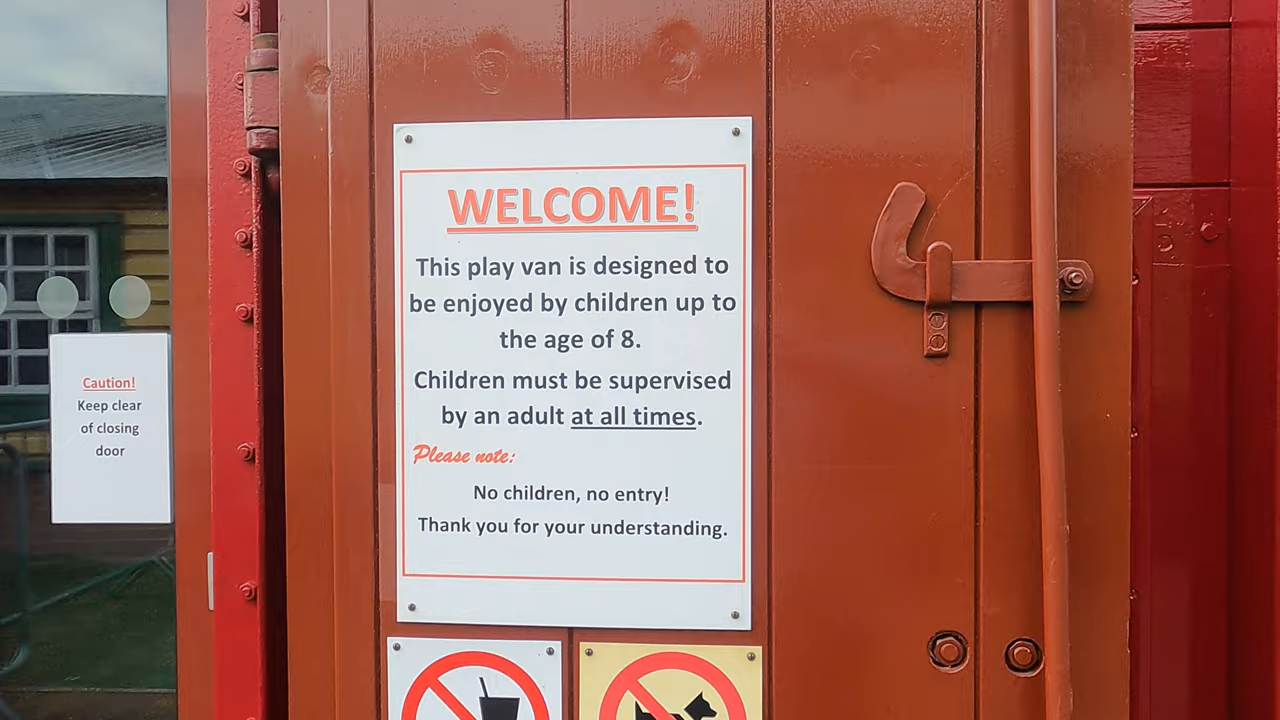 WELCOME!
This play van is designed to
be enjoyed by children up to
the age of 8.
Children must be supervised
by an adult at all times.
Please note:
No children, no entry!
Thank you for your understanding.
Caution!
Keep clear
of closing
door